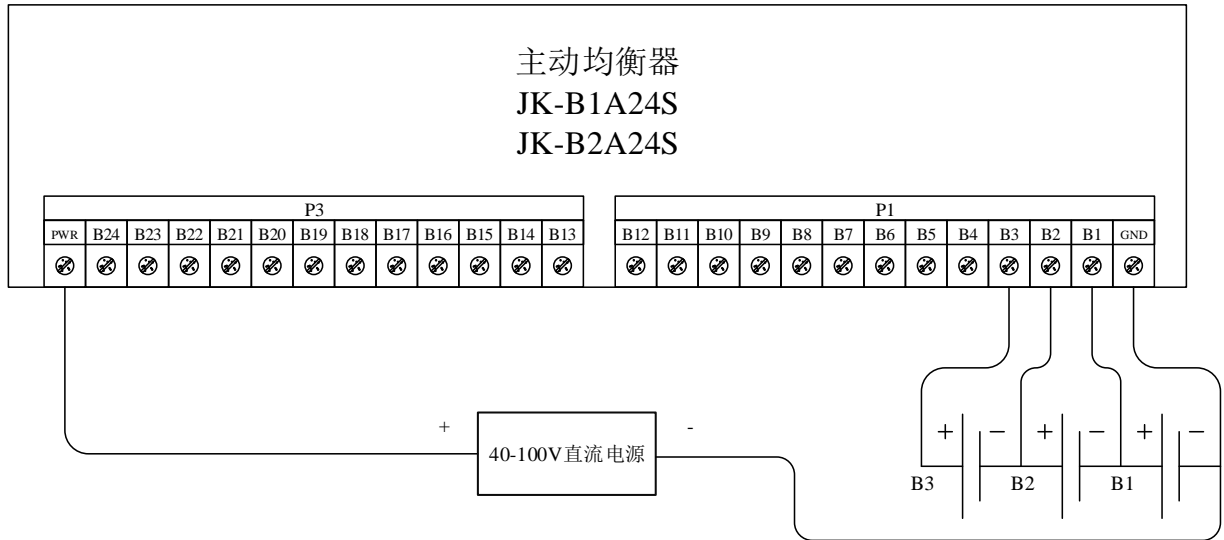 主动均衡器
JK-B1A24S
JK-B2A24S
P3
P1
PWR B24 B23 B22 B21 B20 B19 B18 B17 B16 B15 B14 B13
B12 B11 B10 B9 B8 B7 B6 B5 B4 B3 B2 B1 GND
+ -
40-100V直流电源
+ - + - + -
B3 B2 B1